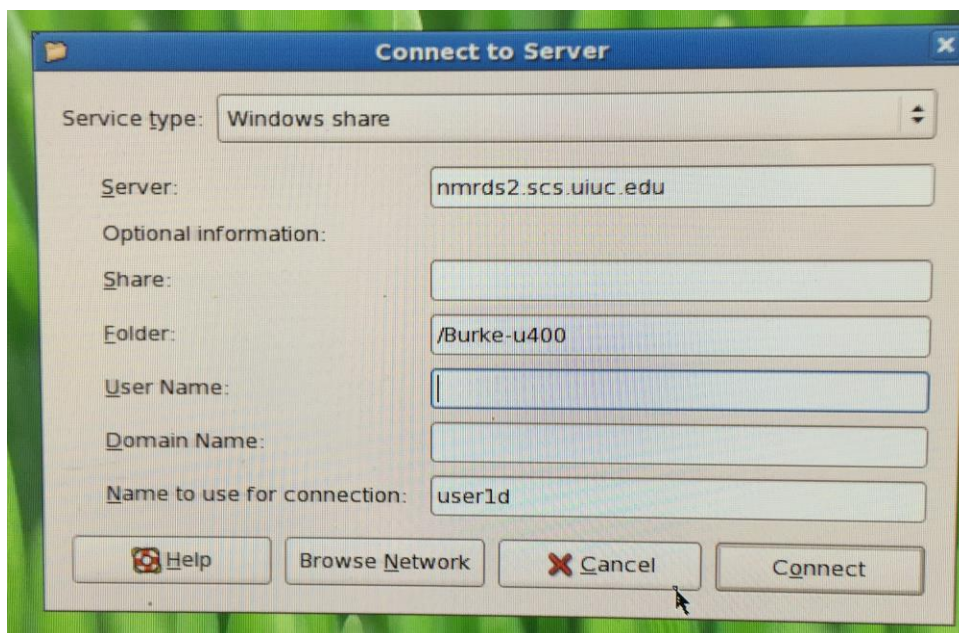 Connect to Server
Service type: Windows share
Server: nmrds2.scs.uiuc.edu
Optional information:
Share:
Folder: /Burke-u400
User Name:
Domain Name:
Name to use for connection: user1d
Help Browse Network Cancel Connect